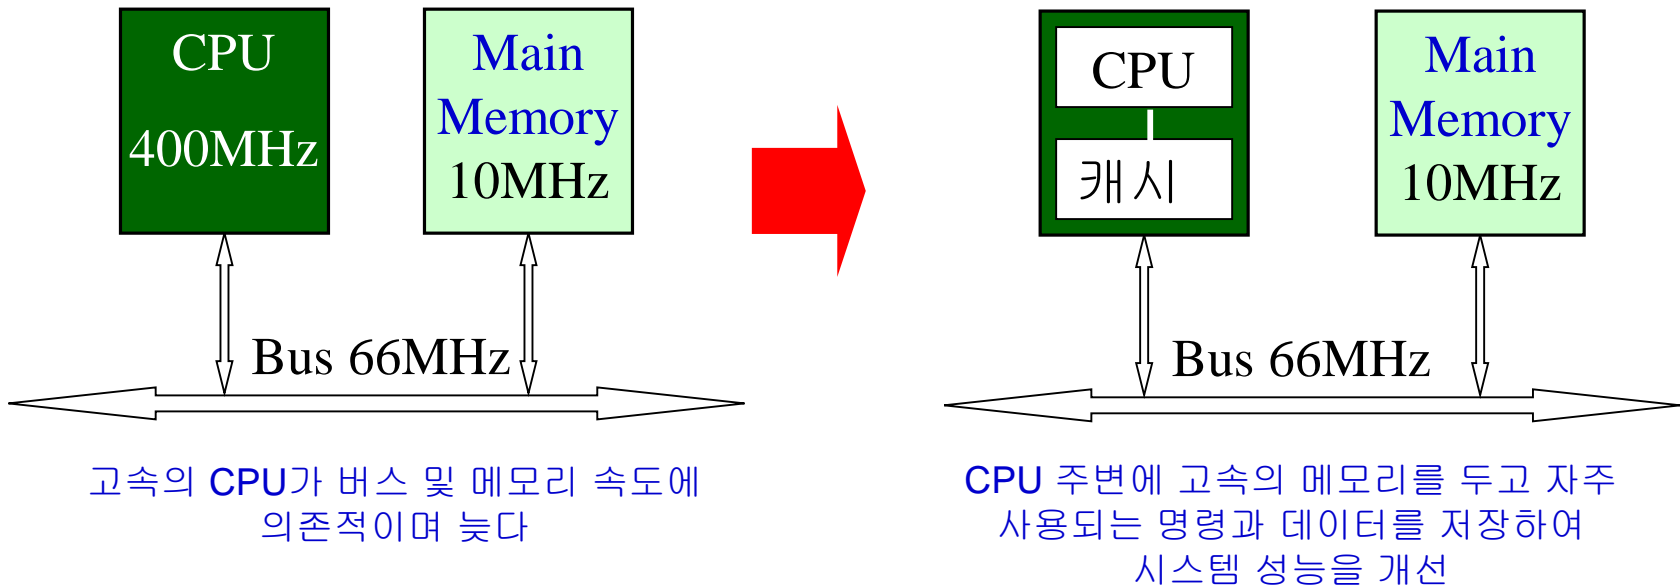 CPU
400MHz
Main
Memory
10MHz
Bus 66MHz
고속의 CPU가 버스 및 메모리 속도에
의존적이며 늦다
CPU
캐시
Main
Memory
10MHz
Bus 66MHz
CPU 주변에 고속의 메모리를 두고 자주
사용되는 명령과 데이터를 저장하여
시스템 성능을 개선